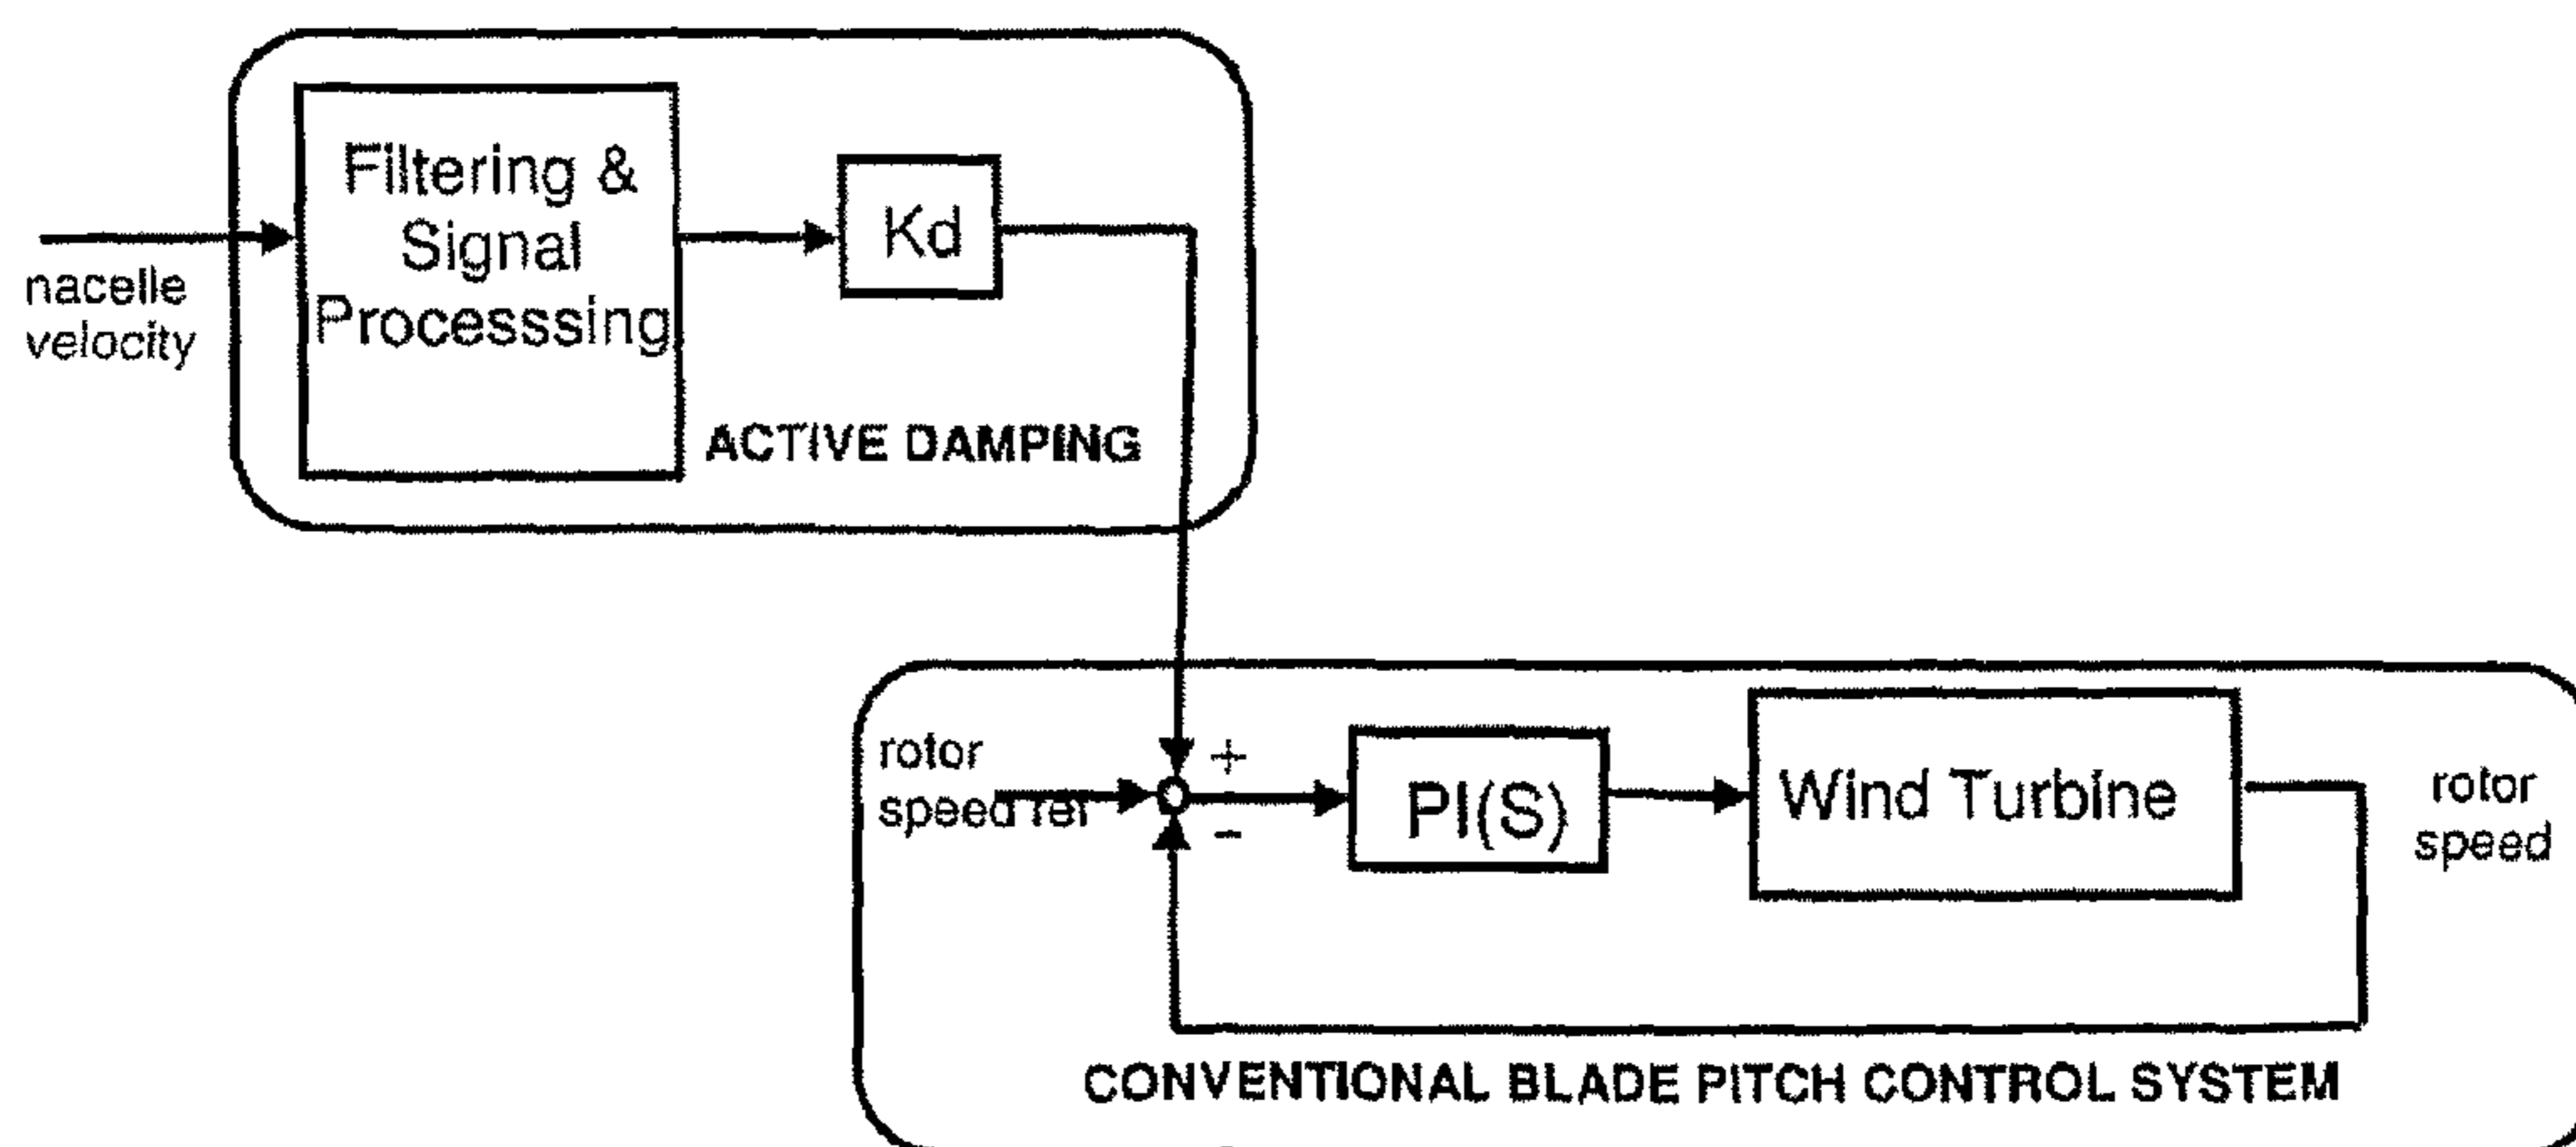 Filtering &
Signal
Processsing
Kd
nacelle
velocity
ACTIVE DAMPING
rotor
speed ref
+
-
PI(S)
Wind Turbine
rotor
speed
CONVENTIONAL BLADE PITCH CONTROL SYSTEM